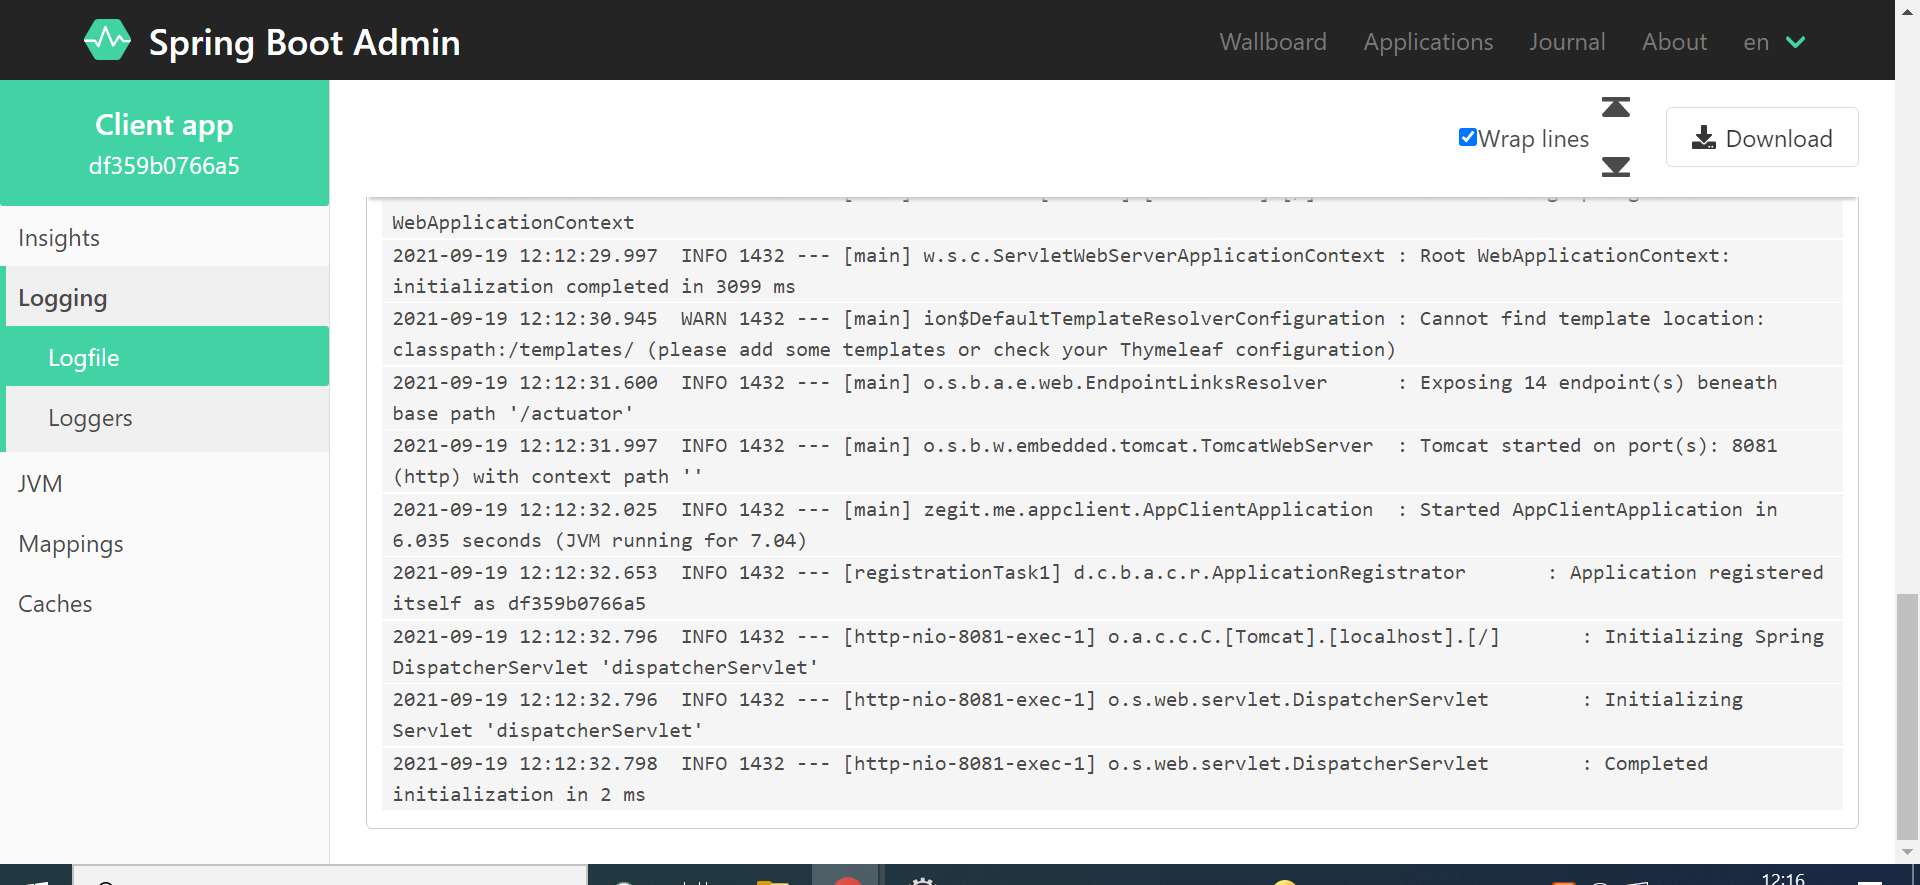 Spring Boot Admin
Wallboard Applications Journal About en
Client app
df359b0766a5
Insights
Logging
Logfile
Loggers
JVM
Mappings
Caches
Wrap lines
Download
WebApplicationContext
2021-09-19 12:12:29.997  INFO 1432 --- [main] w.s.c.ServletWebServerApplicationContext : Root WebApplicationContext:
initialization completed in 3099 ms
2021-09-19 12:12:30.945  WARN 1432 --- [main] ion$DefaultTemplateResolverConfiguration : Cannot find template location:
classpath:/templates/ (please add some templates or check your Thymeleaf configuration)
2021-09-19 12:12:31.600  INFO 1432 --- [main] o.s.b.a.e.web.EndpointLinksResolver      : Exposing 14 endpoint(s) beneath
base path '/actuator'
2021-09-19 12:12:31.997  INFO 1432 --- [main] o.s.b.w.embedded.tomcat.TomcatWebServer  : Tomcat started on port(s): 8081
(http) with context path ''
2021-09-19 12:12:32.025  INFO 1432 --- [main] zegit.me.appclient.AppClientApplication  : Started AppClientApplication in
6.035 seconds (JVM running for 7.04)
2021-09-19 12:12:32.653  INFO 1432 --- [registrationTask1] d.c.b.a.c.r.ApplicationRegistrator       : Application registered
itself as df359b0766a5
2021-09-19 12:12:32.796  INFO 1432 --- [http-nio-8081-exec-1] o.a.c.c.C.[Tomcat].[localhost].[/]       : Initializing Spring
DispatcherServlet 'dispatcherServlet'
2021-09-19 12:12:32.796  INFO 1432 --- [http-nio-8081-exec-1] o.s.web.servlet.DispatcherServlet        : Initializing
Servlet 'dispatcherServlet'
2021-09-19 12:12:32.798  INFO 1432 --- [http-nio-8081-exec-1] o.s.web.servlet.DispatcherServlet        : Completed
initialization in 2 ms
12:16